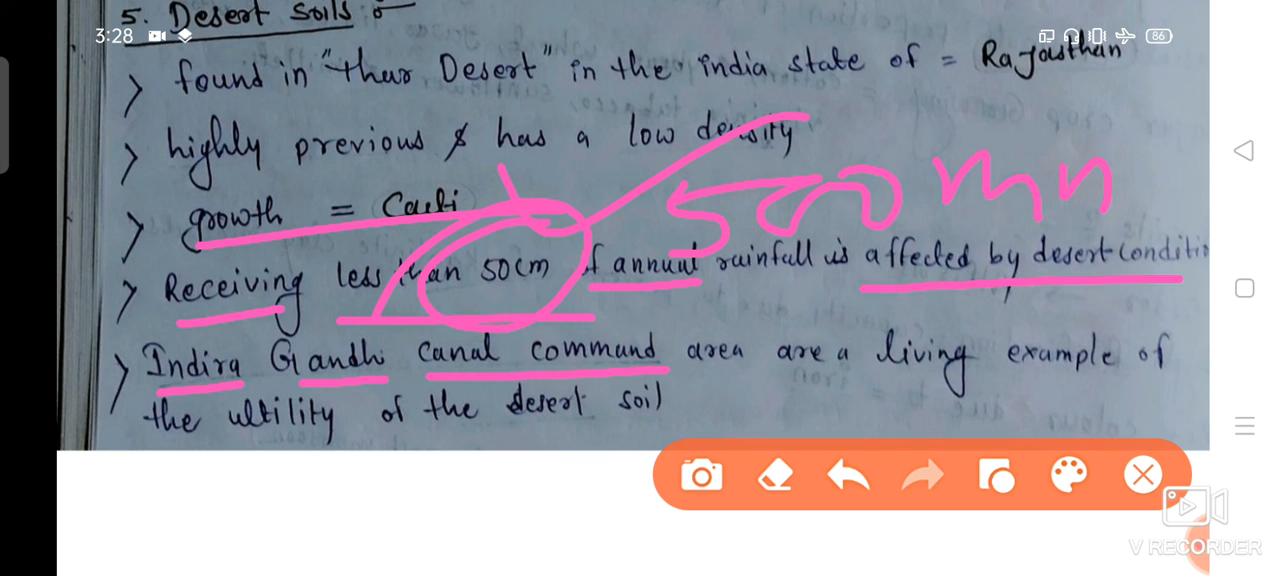 5. Desert Soils :-
3:28
86
> found in "thar Desert" in the india state of = Rajasthan
> highly previous & has a low density
> growth = Cacti
500 mn
> Receiving less than 50cm of annual rainfall is affected by desert conditi
> Indira Gandhi canal command area are a living example of
the ultility of the desert soil
V RECORDER